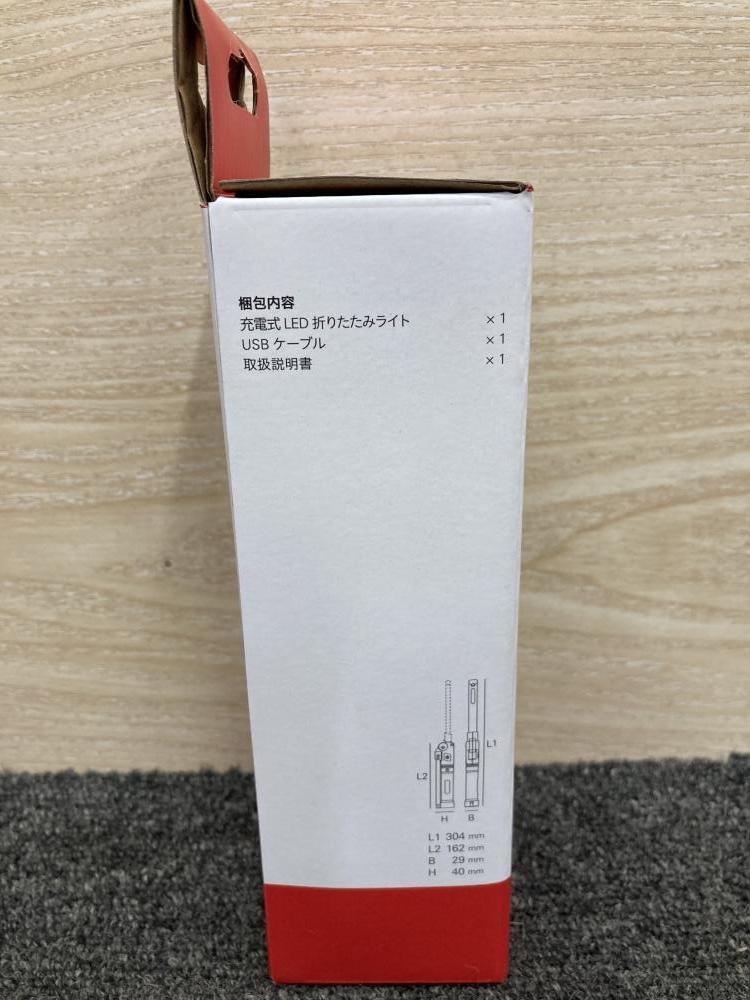 梱包内容
充電式 LED 折りたたみライト ×1
USB ケーブル ×1
取扱説明書 ×1
L1
L2
H B
L1 304 mm
L2 162 mm
B 29 mm
H 40 mm